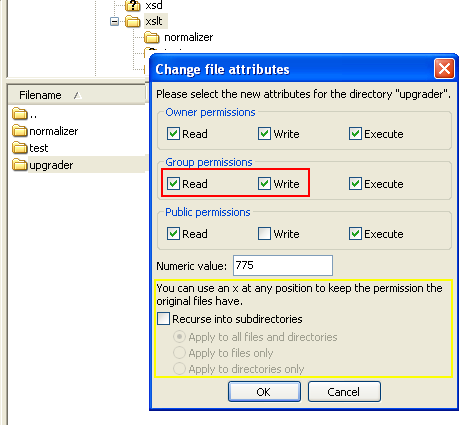 xsd
xslt
normalizer
Change file attributes
Please select the new attributes for the directory "upgrader".
Filename
..
normalizer
test
upgrader
Owner permissions
Read Write Execute
Group permissions
Read Write Execute
Public permissions
Read Write Execute
Numeric value: 775
You can use an x at any position to keep the permission the
original files have.
Recurse into subdirectories
Apply to all files and directories
Apply to files only
Apply to directories only
OK Cancel